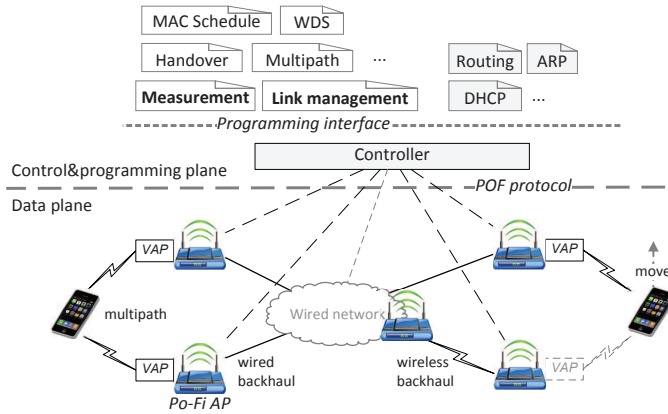 MAC Schedule WDS
Handover Multipath ... Routing ARP
Measurement Link management DHCP ...
Programming interface
Controller
Control&programming plane
POF protocol
Data plane
VAP VAP
move
multipath Wired network
VAP wired backhaul wireless backhaul VAP
Po-Fi AP